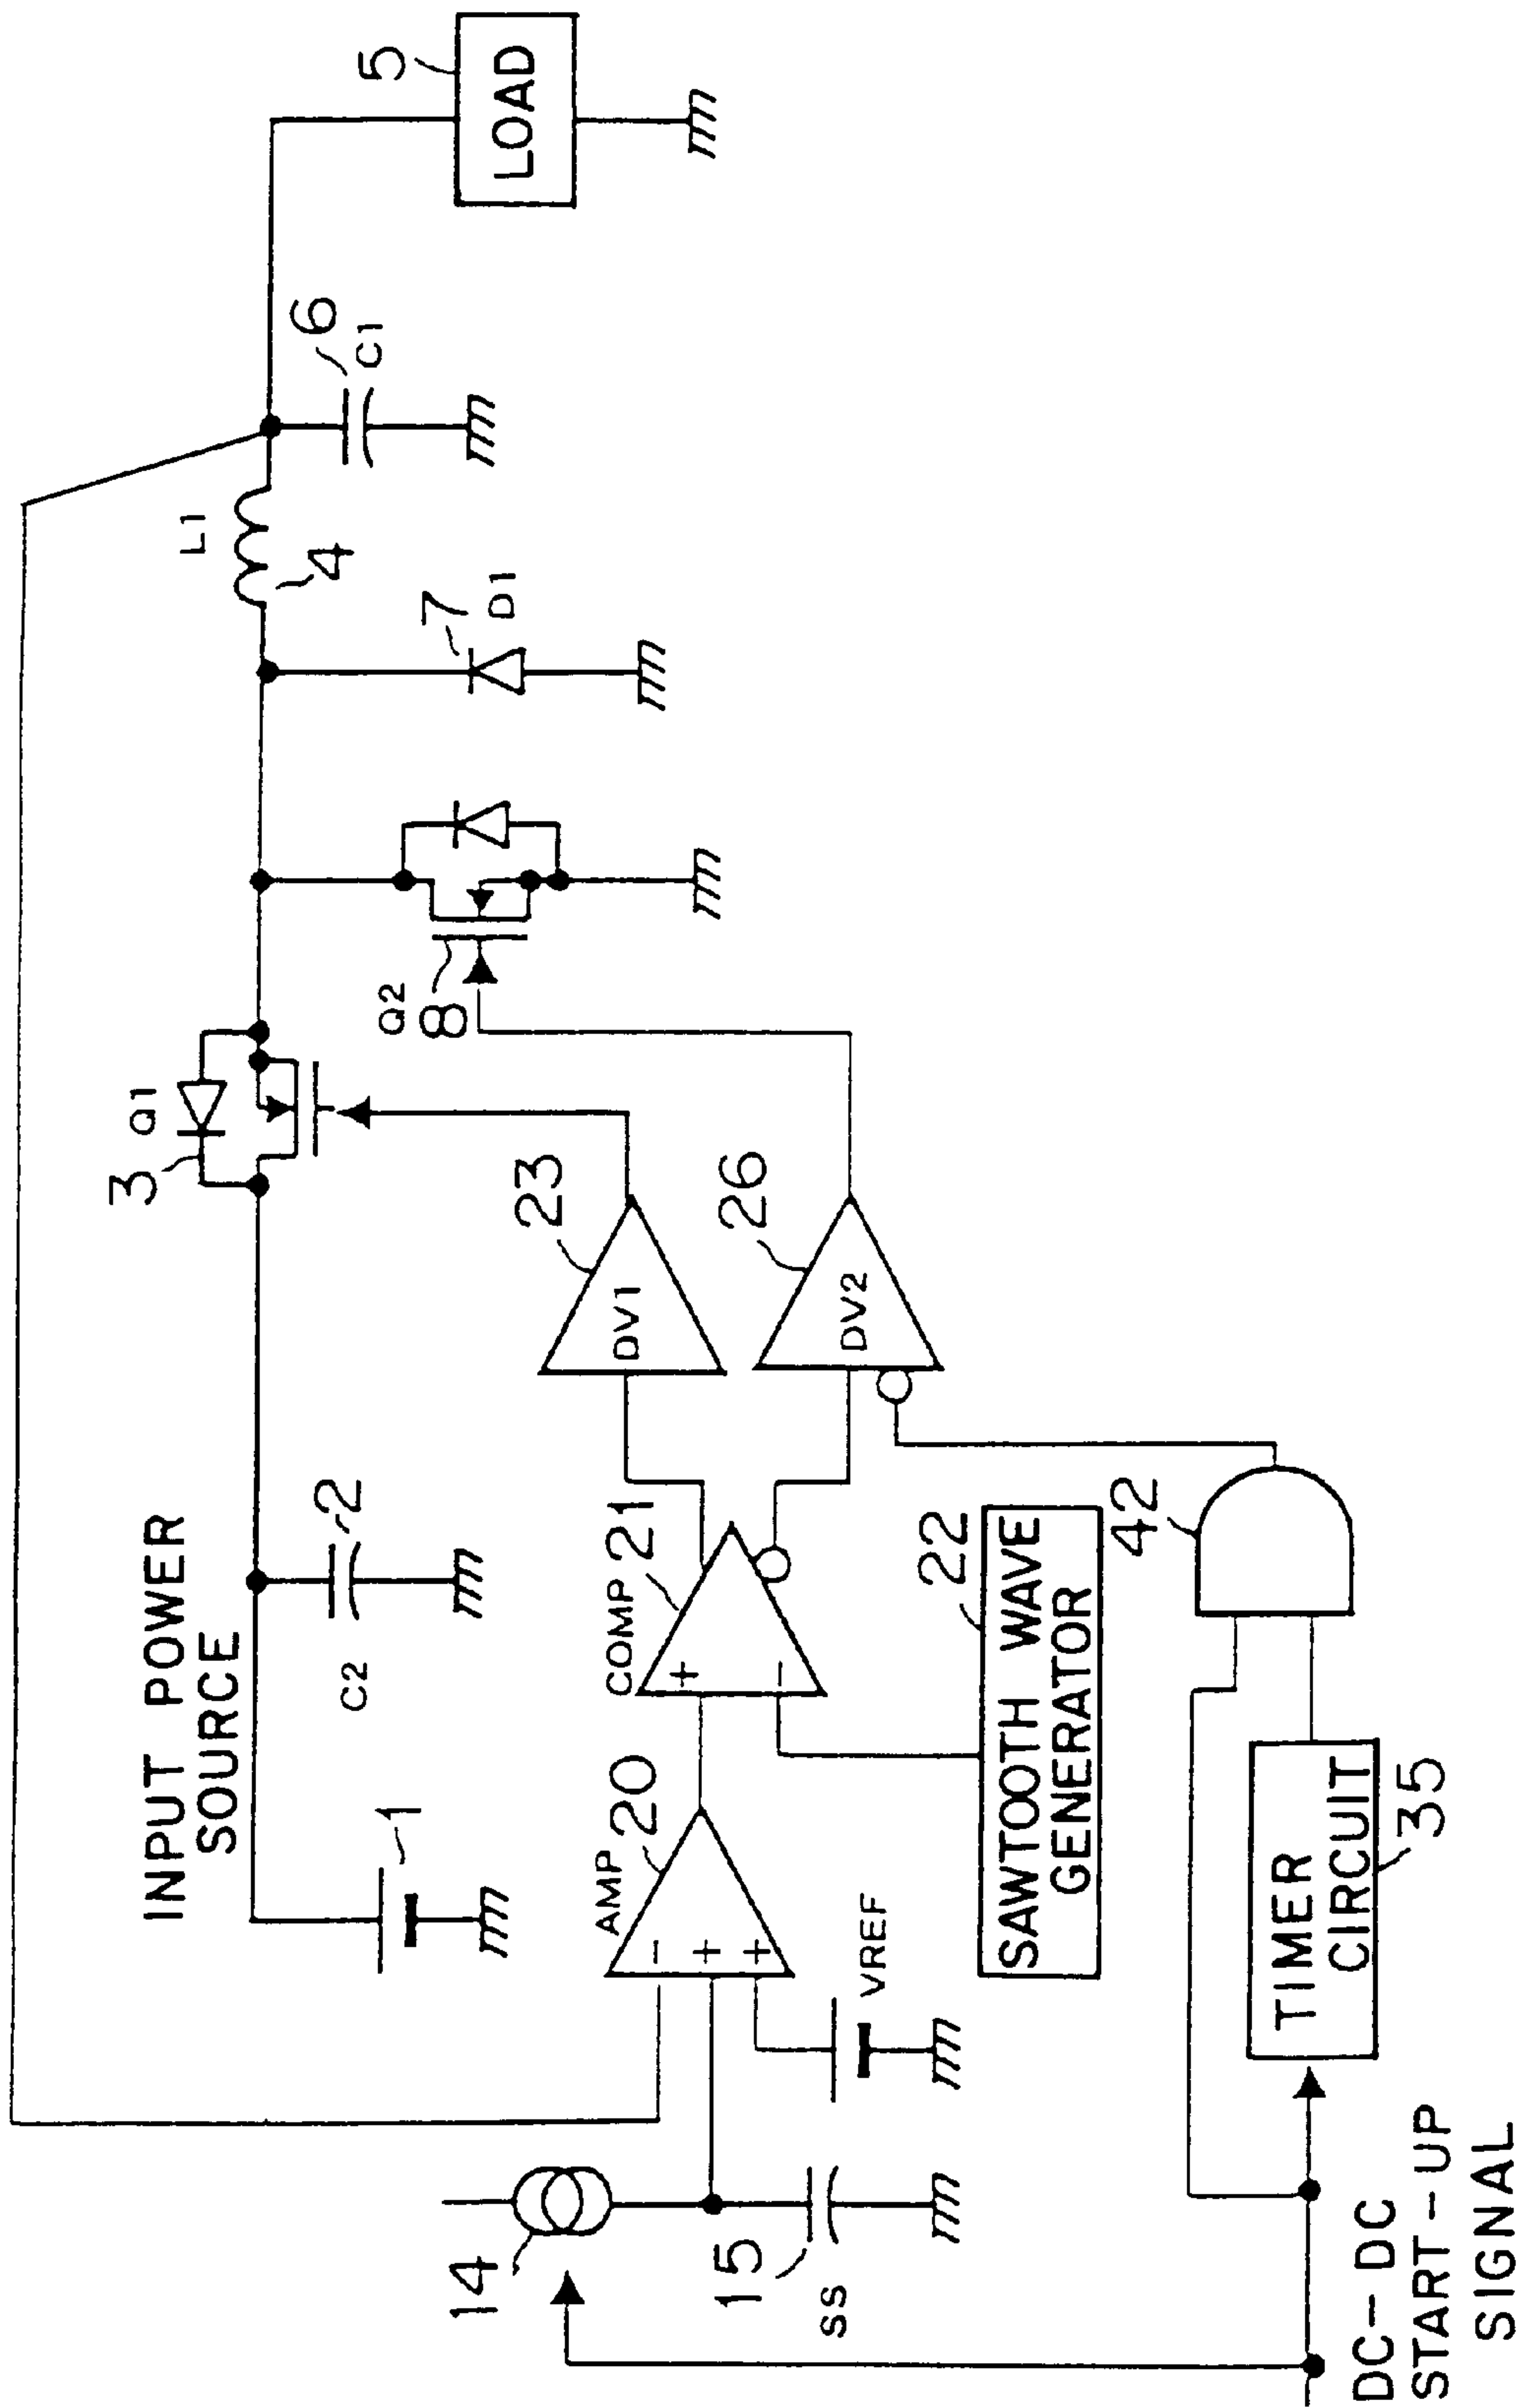 INPUT POWER
SOURCE
3
Q1
L1
4
1
C2
2
Q2
8
7
D1
6
C1
5
LOAD
AMP
20
COMP
21
23
DV1
26
DV2
14
15
SS
VREF
-
+
+
+
-
22
SAWTOOTH WAVE
GENERATOR
42
TIMER
CIRCUIT
35
DC-DC
START-UP
SIGNAL